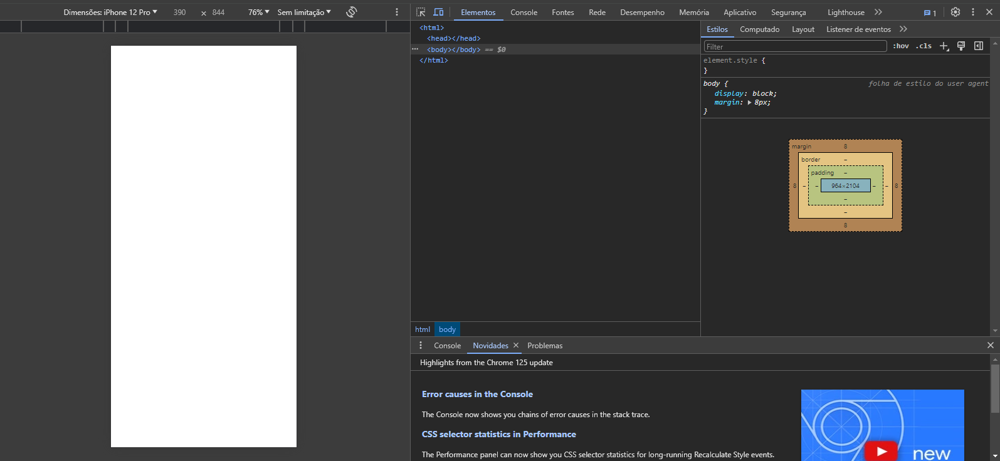 Dimensões: iPhone 12 Pro ▼ 390 × 844 76% ▼ Sem limitação ▼
Elementos Console Fontes Rede Desempenho Memória Aplicativo Segurança Lighthouse >> 1
<html>
<head></head>
··· <body></body> == $0
</html>
html body
Estilos Computado Layout Listener de eventos >>
Filter :hov .cls
element.style {
}
body { folha de estilo do user agent
display: block;
margin: ▶ 8px;
}
margin 8
border –
padding –
8 – – 964×2104 – – 8
–
–
8
Console Novidades × Problemas
Highlights from the Chrome 125 update
Error causes in the Console
The Console now shows you chains of error causes in the stack trace.
CSS selector statistics in Performance
The Performance panel can now show you CSS selector statistics for long-running Recalculate Style events.
new